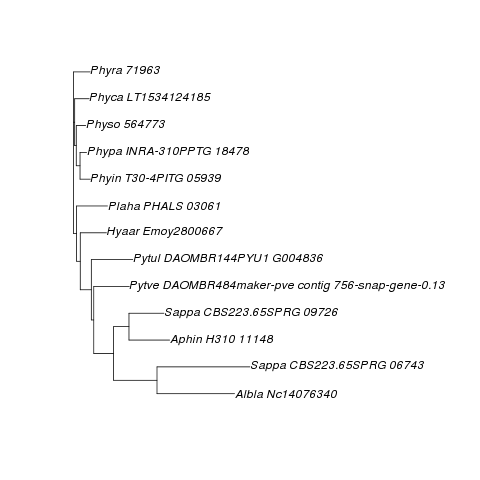 Phyra 71963
Phyca LT1534124185
Physo 564773
Phypa INRA-310PPTG 18478
Phyin T30-4PITG 05939
Plaha PHALS 03061
Hyaar Emoy2800667
Pytul DAOMBR144PYU1 G004836
Pytve DAOMBR484maker-pve contig 756-snap-gene-0.13
Sappa CBS223.65SPRG 09726
Aphin H310 11148
Sappa CBS223.65SPRG 06743
Albla Nc14076340